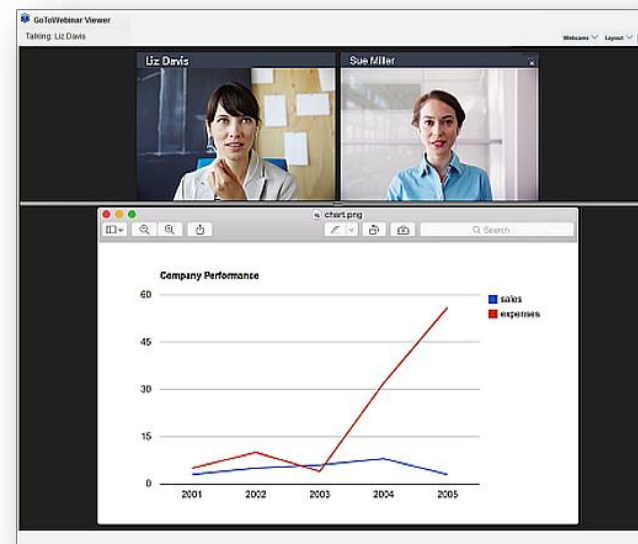 GoToWebinar Viewer
Talking: Liz Davis
Webcams Layout
Liz Davis
Sue Miller
chart.png
Search
Company Performance
sales
expenses
60
45
30
15
0
2001 2002 2003 2004 2005